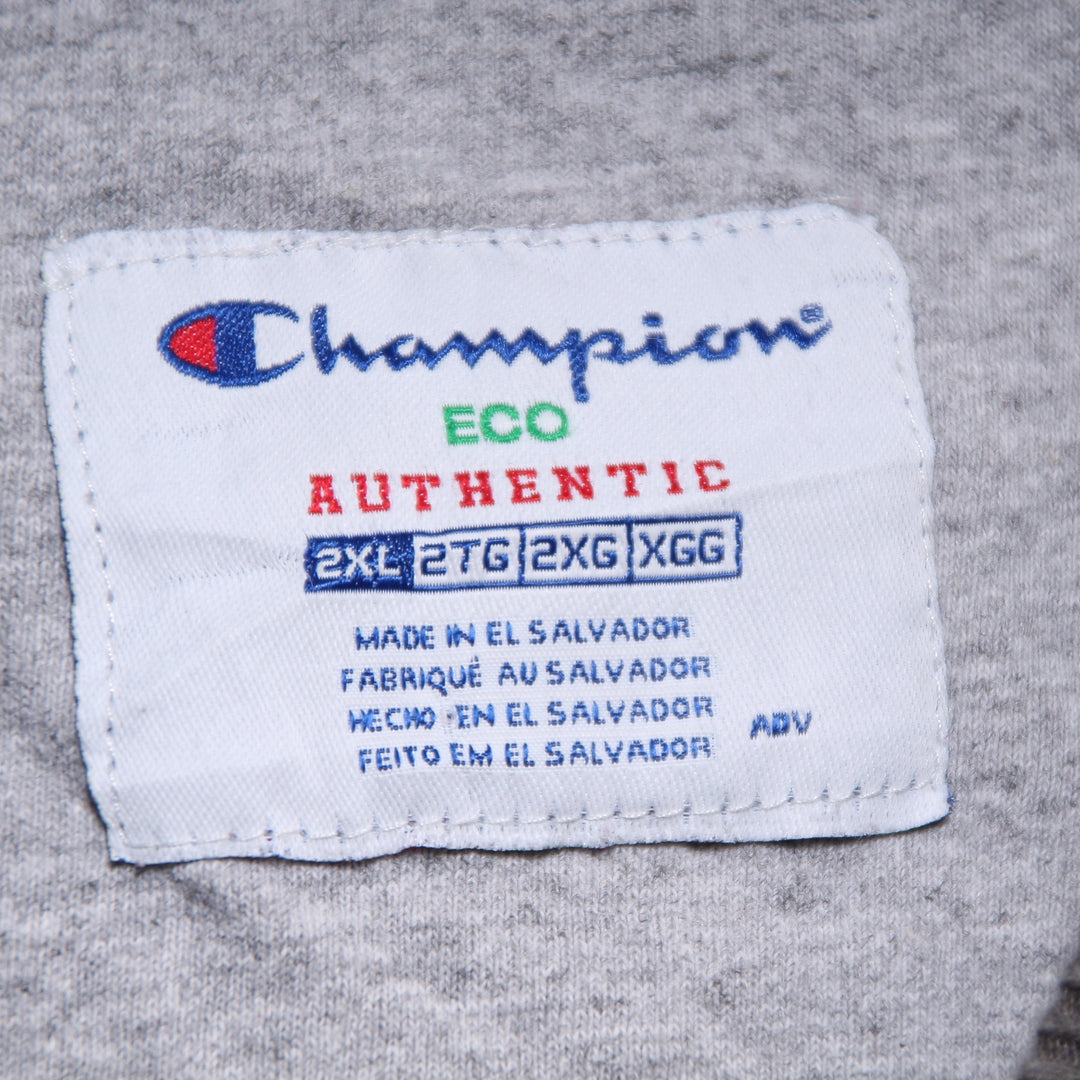 Champion®
ECO
AUTHENTIC
2XL 2TG 2XG XGG
MADE IN EL SALVADOR
FABRIQUÉ AU SALVADOR
HECHO EN EL SALVADOR
FEITO EM EL SALVADOR
ADV